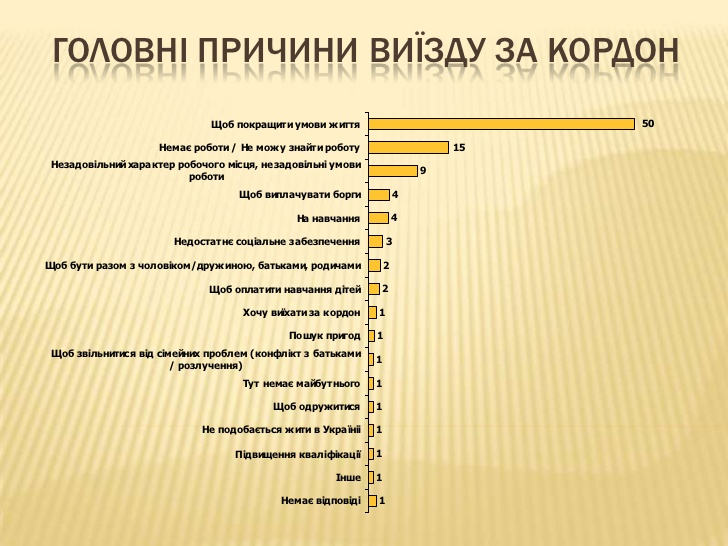 ГОЛОВНІ ПРИЧИНИ ВИЇЗДУ ЗА КОРДОН
Щоб покращити умови життя 50
Немає роботи / Не можу знайти роботу 15
Незадовільний характер робочого місця, незадовільні умови
роботи 9
Щоб виплачувати борги 4
На навчання 4
Недостатнє соціальне забезпечення 3
Щоб бути разом з чоловіком/дружиною, батьками, родичами 2
Щоб оплатити навчання дітей 2
Хочу виїхати за кордон 1
Пошук пригод 1
Щоб звільнитися від сімейних проблем (конфлікт з батьками
/ розлучення) 1
Тут немає майбутнього 1
Щоб одружитися 1
Не подобається жити в Україніі 1
Підвищення кваліфікації 1
Інше 1
Немає відповіді 1